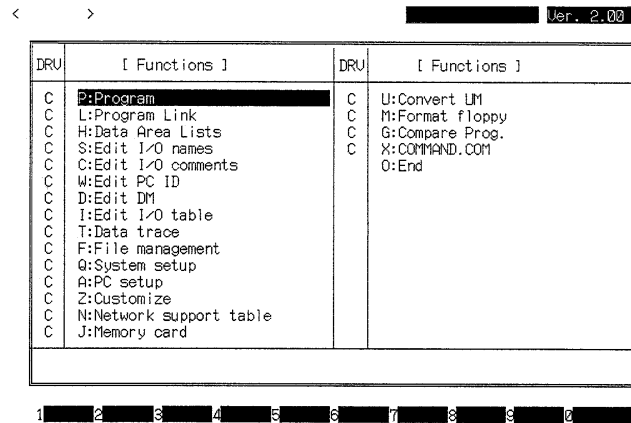 < >
Ver. 2.00
DRV [ Functions ] DRV [ Functions ]
C P:Program C U:Convert UM
C L:Program Link C M:Format floppy
C H:Data Area Lists C G:Compare Prog.
C S:Edit I/O names C X:COMMAND.COM
C C:Edit I/O comments O:End
C W:Edit PC ID
C D:Edit DM
C I:Edit I/O table
C T:Data trace
C F:File management
C Q:System setup
C A:PC setup
C Z:Customize
C N:Network support table
C J:Memory card
1 2 3 4 5 6 7 8 9 0